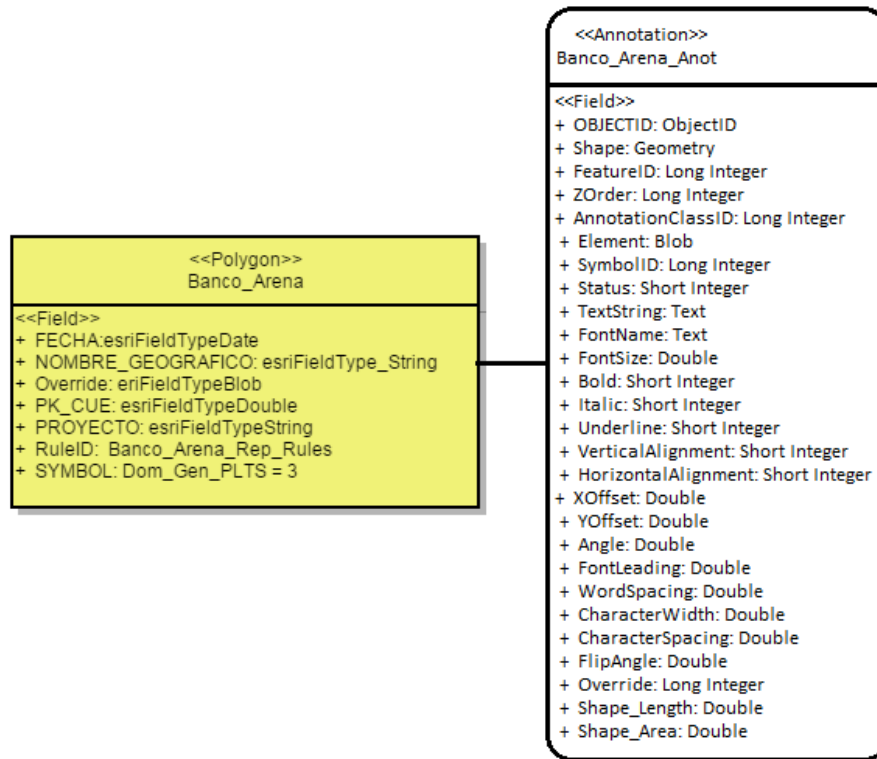 <<Polygon>>
Banco_Arena
<<Field>>
+ FECHA:esriFieldTypeDate
+ NOMBRE_GEOGRAFICO: esriFieldType_String
+ Override: eriFieldTypeBlob
+ PK_CUE: esriFieldTypeDouble
+ PROYECTO: esriFieldTypeString
+ RuleID: Banco_Arena_Rep_Rules
+ SYMBOL: Dom_Gen_PLTS = 3
<<Annotation>>
Banco_Arena_Anot
<<Field>>
+ OBJECTID: ObjectID
+ Shape: Geometry
+ FeatureID: Long Integer
+ ZOrder: Long Integer
+ AnnotationClassID: Long Integer
+ Element: Blob
+ SymbolID: Long Integer
+ Status: Short Integer
+ TextString: Text
+ FontName: Text
+ FontSize: Double
+ Bold: Short Integer
+ Italic: Short Integer
+ Underline: Short Integer
+ VerticalAlignment: Short Integer
+ HorizontalAlignment: Short Integer
+ XOffset: Double
+ YOffset: Double
+ Angle: Double
+ FontLeading: Double
+ WordSpacing: Double
+ CharacterWidth: Double
+ CharacterSpacing: Double
+ FlipAngle: Double
+ Override: Long Integer
+ Shape_Length: Double
+ Shape_Area: Double